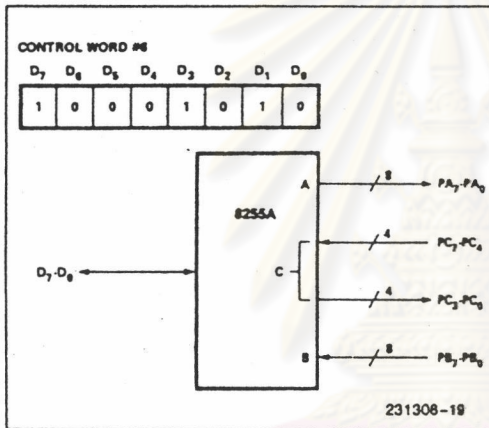 CONTROL WORD #6
D7 D6 D5 D4 D3 D2 D1 D0
1 0 0 0 1 0 1 0
8255A
A
8
PA7-PA0
4
PC7-PC4
D7-D0
C
4
PC3-PC0
B
8
PB7-PB0
231308-19